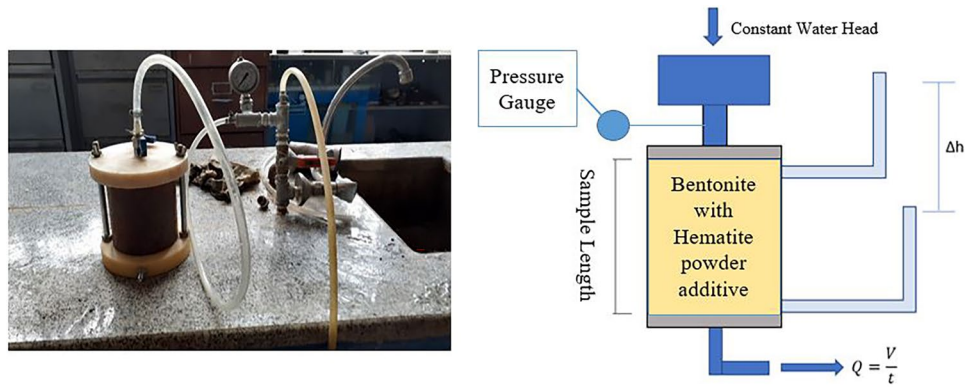 Constant Water Head
Pressure
Gauge
Δh
Sample Length
Bentonite
with
Hematite
powder
additive
Q = V/t